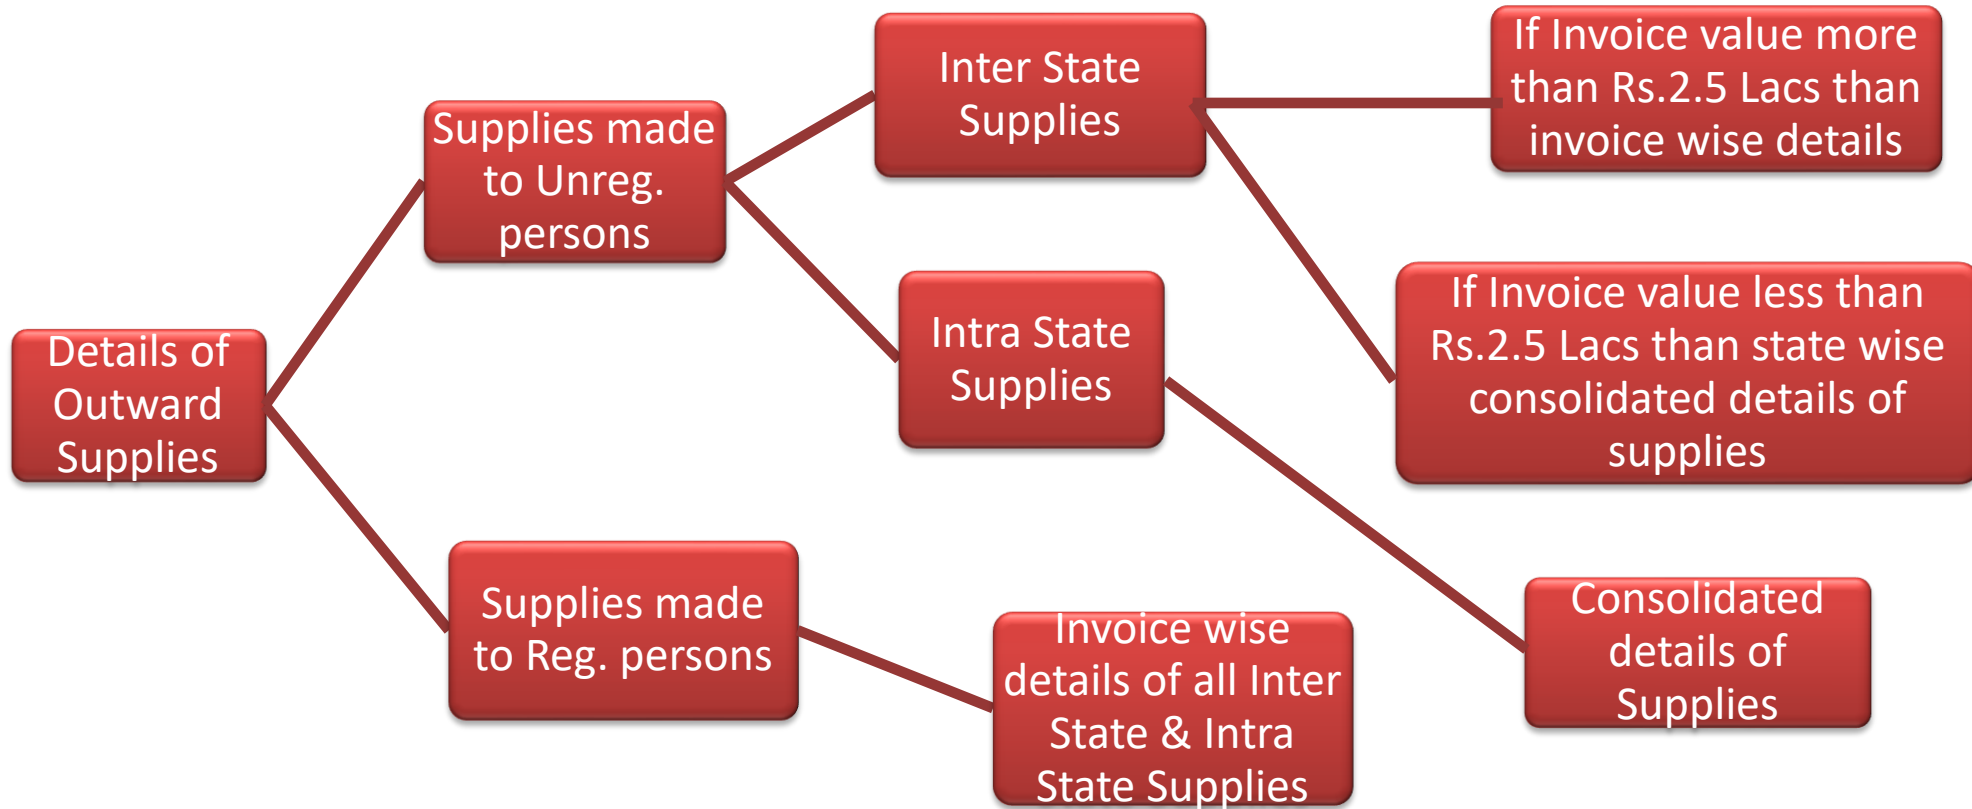 Details of
Outward
Supplies
Supplies made
to Unreg.
persons
Inter State
Supplies
If Invoice value more
than Rs.2.5 Lacs than
invoice wise details
If Invoice value less than
Rs.2.5 Lacs than state wise
consolidated details of
supplies
Intra State
Supplies
Consolidated
details of
Supplies
Supplies made
to Reg. persons
Invoice wise
details of all Inter
State & Intra
State Supplies